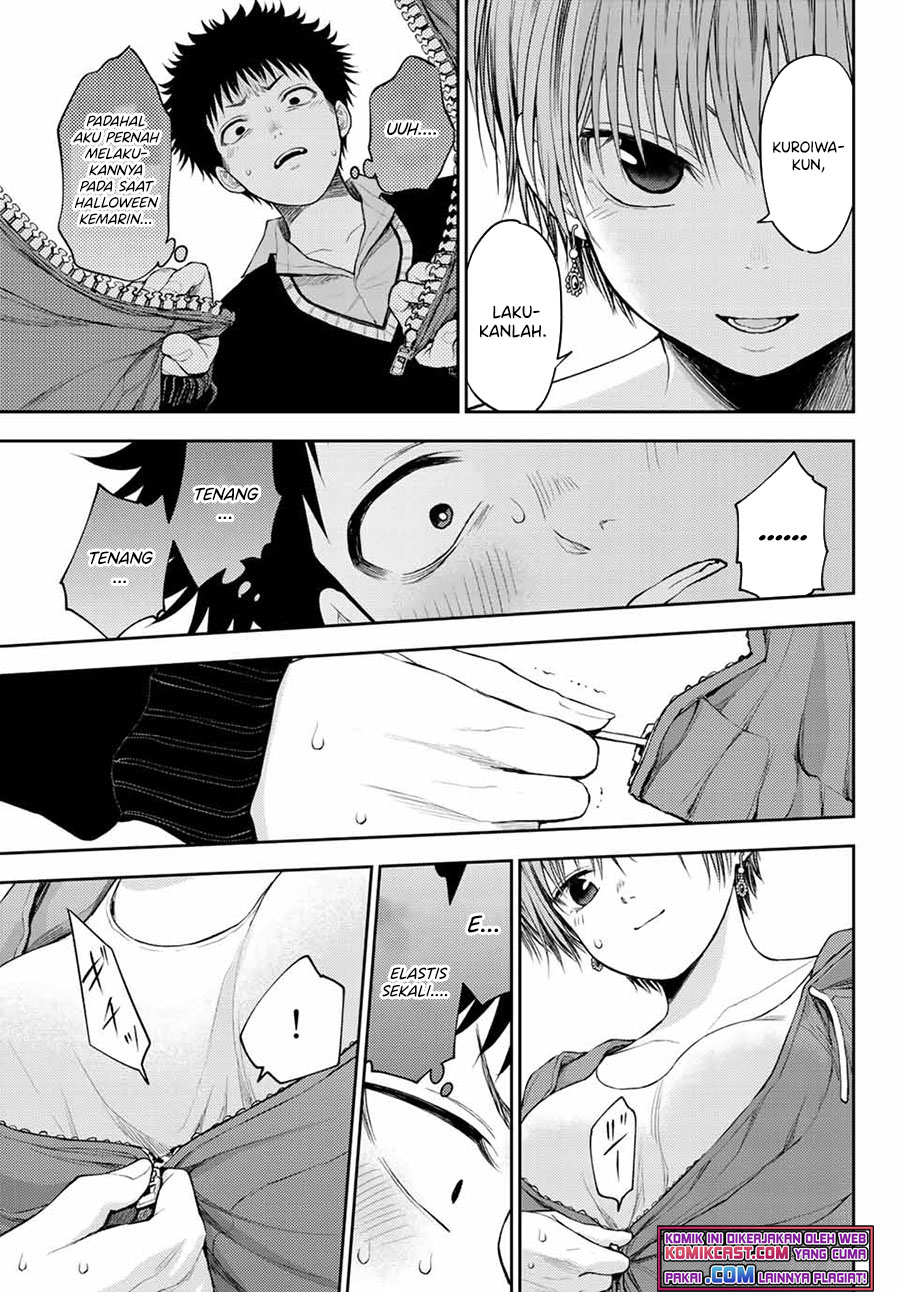 KUROIWA-
KUN,
LAKU-
KANLAH.
UUH....
PADAHAL
AKU PERNAH
MELAKU-
KANNYA
PADA SAAT
HALLOWEEN
KEMARIN...
......
TENANG
...
TENANG
...
E...
ELASTIS
SEKALI....
!
KOMIK INI DIKERJAKAN OLEH WEB
KOMIKCAST.COM YANG CUMA
PAKAI .COM LAINNYA PLAGIAT!